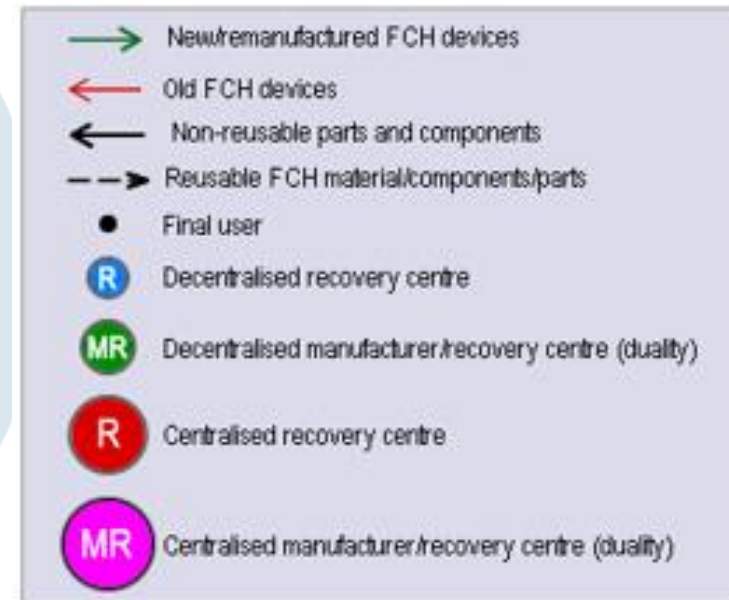 New/remanufactured FCH devices
Old FCH devices
Non-reusable parts and components
Reusable FCH material/components/parts
Final user
R Decentralised recovery centre
MR Decentralised manufacturer/recovery centre (duality)
R Centralised recovery centre
MR Centralised manufacturer/recovery centre (duality)